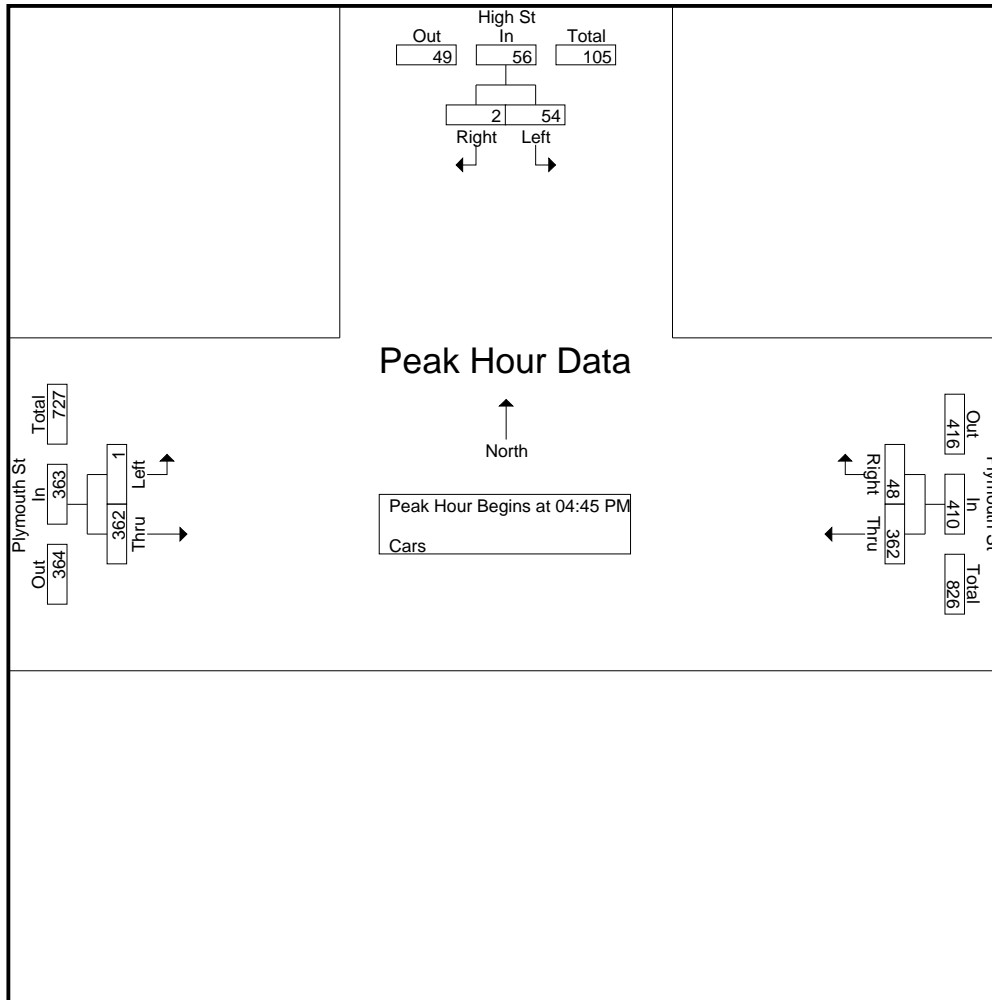 High St
Out In Total
49 56 105
2 54
Right Left
Peak Hour Data
North
Peak Hour Begins at 04:45 PM
Cars
Plymouth St
Total In Out
727 363 364
1 362
Left Thru
Right Thru
48 362
Out In Total
416 410 826
Plymouth St